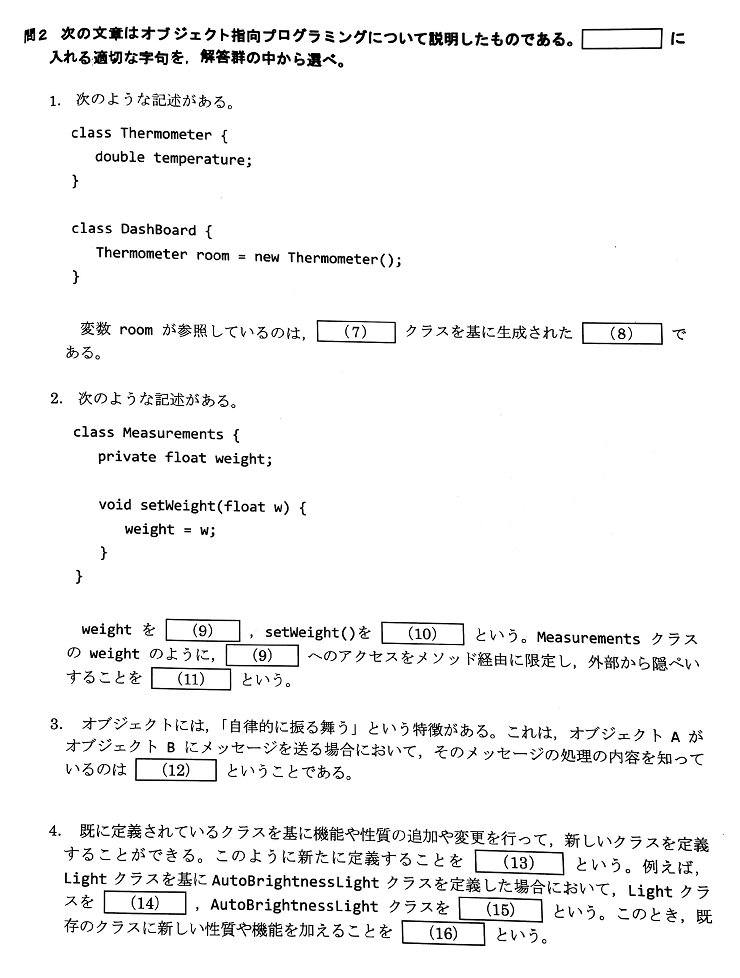 問2 次の文章はオブジェクト指向プログラミングについて説明したものである。 に
入れる適切な字句を，解答群の中から選べ。
1. 次のような記述がある。
class Thermometer {
double temperature;
}
class DashBoard {
Thermometer room = new Thermometer();
}
変数 room が参照しているのは， (7) クラスを基に生成された (8) で
ある。
2. 次のような記述がある。
class Measurements {
private float weight;
void setWeight(float w) {
weight = w;
}
}
weight を (9) ，setWeight()を (10) という。Measurements クラス
の weight のように， (9) へのアクセスをメソッド経由に限定し，外部から隠ぺい
することを (11) という。
3. オブジェクトには，「自律的に振る舞う」という特徴がある。これは，オブジェクト A が
オブジェクト B にメッセージを送る場合において，そのメッセージの処理の内容を知って
いるのは (12) ということである。
4. 既に定義されているクラスを基に機能や性質の追加や変更を行って，新しいクラスを定義
することができる。このように新たに定義することを (13) という。例えば，
Light クラスを基に AutoBrightnessLight クラスを定義した場合において，Light クラ
スを (14) ，AutoBrightnessLight クラスを (15) という。このとき，既
存のクラスに新しい性質や機能を加えることを (16) という。